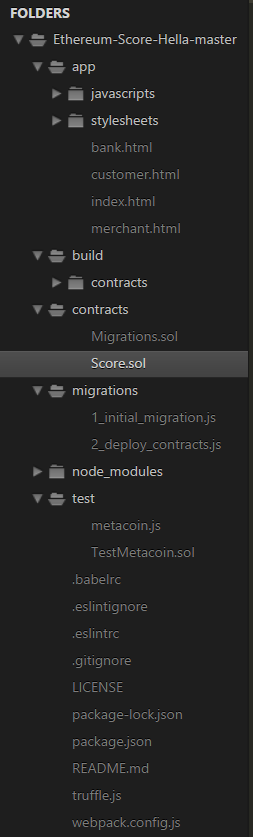 FOLDERS
Ethereum-Score-Hella-master
app
javascripts
stylesheets
bank.html
customer.html
index.html
merchant.html
build
contracts
contracts
Migrations.sol
Score.sol
migrations
1_initial_migration.js
2_deploy_contracts.js
node_modules
test
metacoin.js
TestMetacoin.sol
.babelrc
.eslintignore
.eslintrc
.gitignore
LICENSE
package-lock.json
package.json
README.md
truffle.js
webpack.config.js